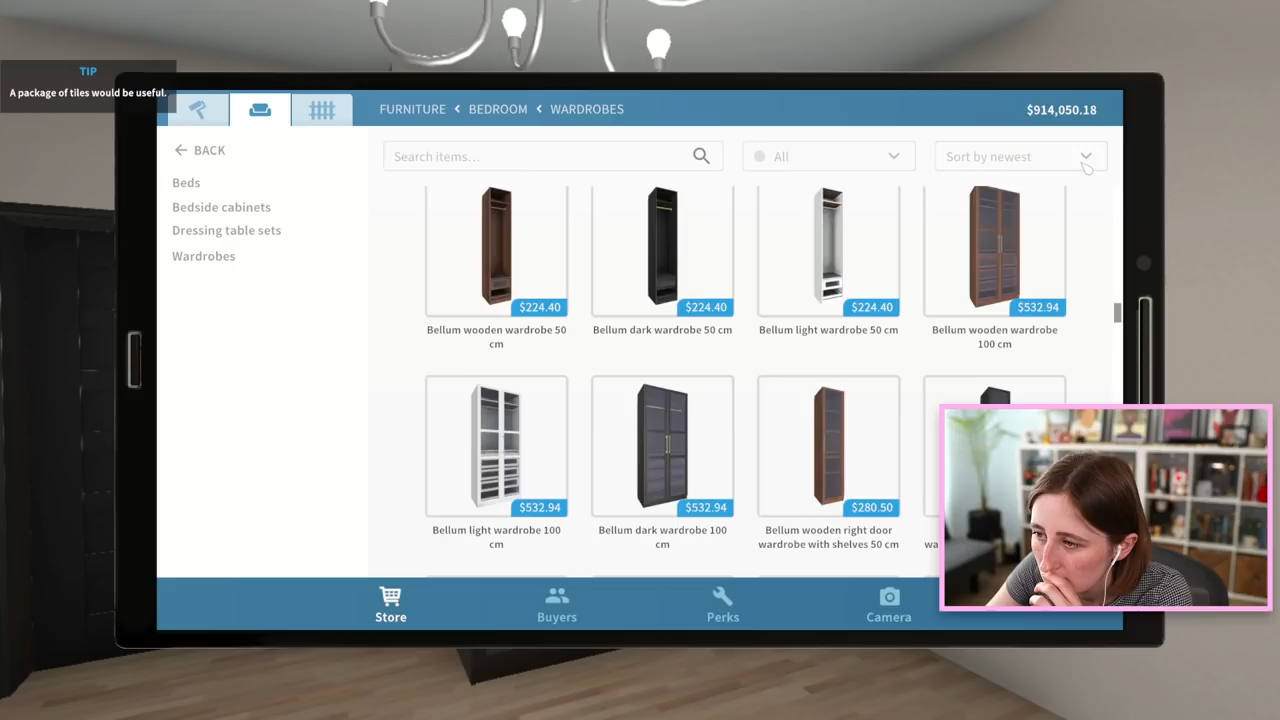 TIP
A package of tiles would be useful.
FURNITURE < BEDROOM < WARDROBES
$914,050.18
BACK
Search items...
All
Sort by newest
Beds
Bedside cabinets
Dressing table sets
Wardrobes
$224.40
$224.40
$224.40
$532.94
Bellum wooden wardrobe 50
cm
Bellum dark wardrobe 50 cm
Bellum light wardrobe 50 cm
Bellum wooden wardrobe
100 cm
$532.94
$532.94
$280.50
Bellum light wardrobe 100
cm
Bellum dark wardrobe 100
cm
Bellum wooden right door
wardrobe with shelves 50 cm
Store
Buyers
Perks
Camera